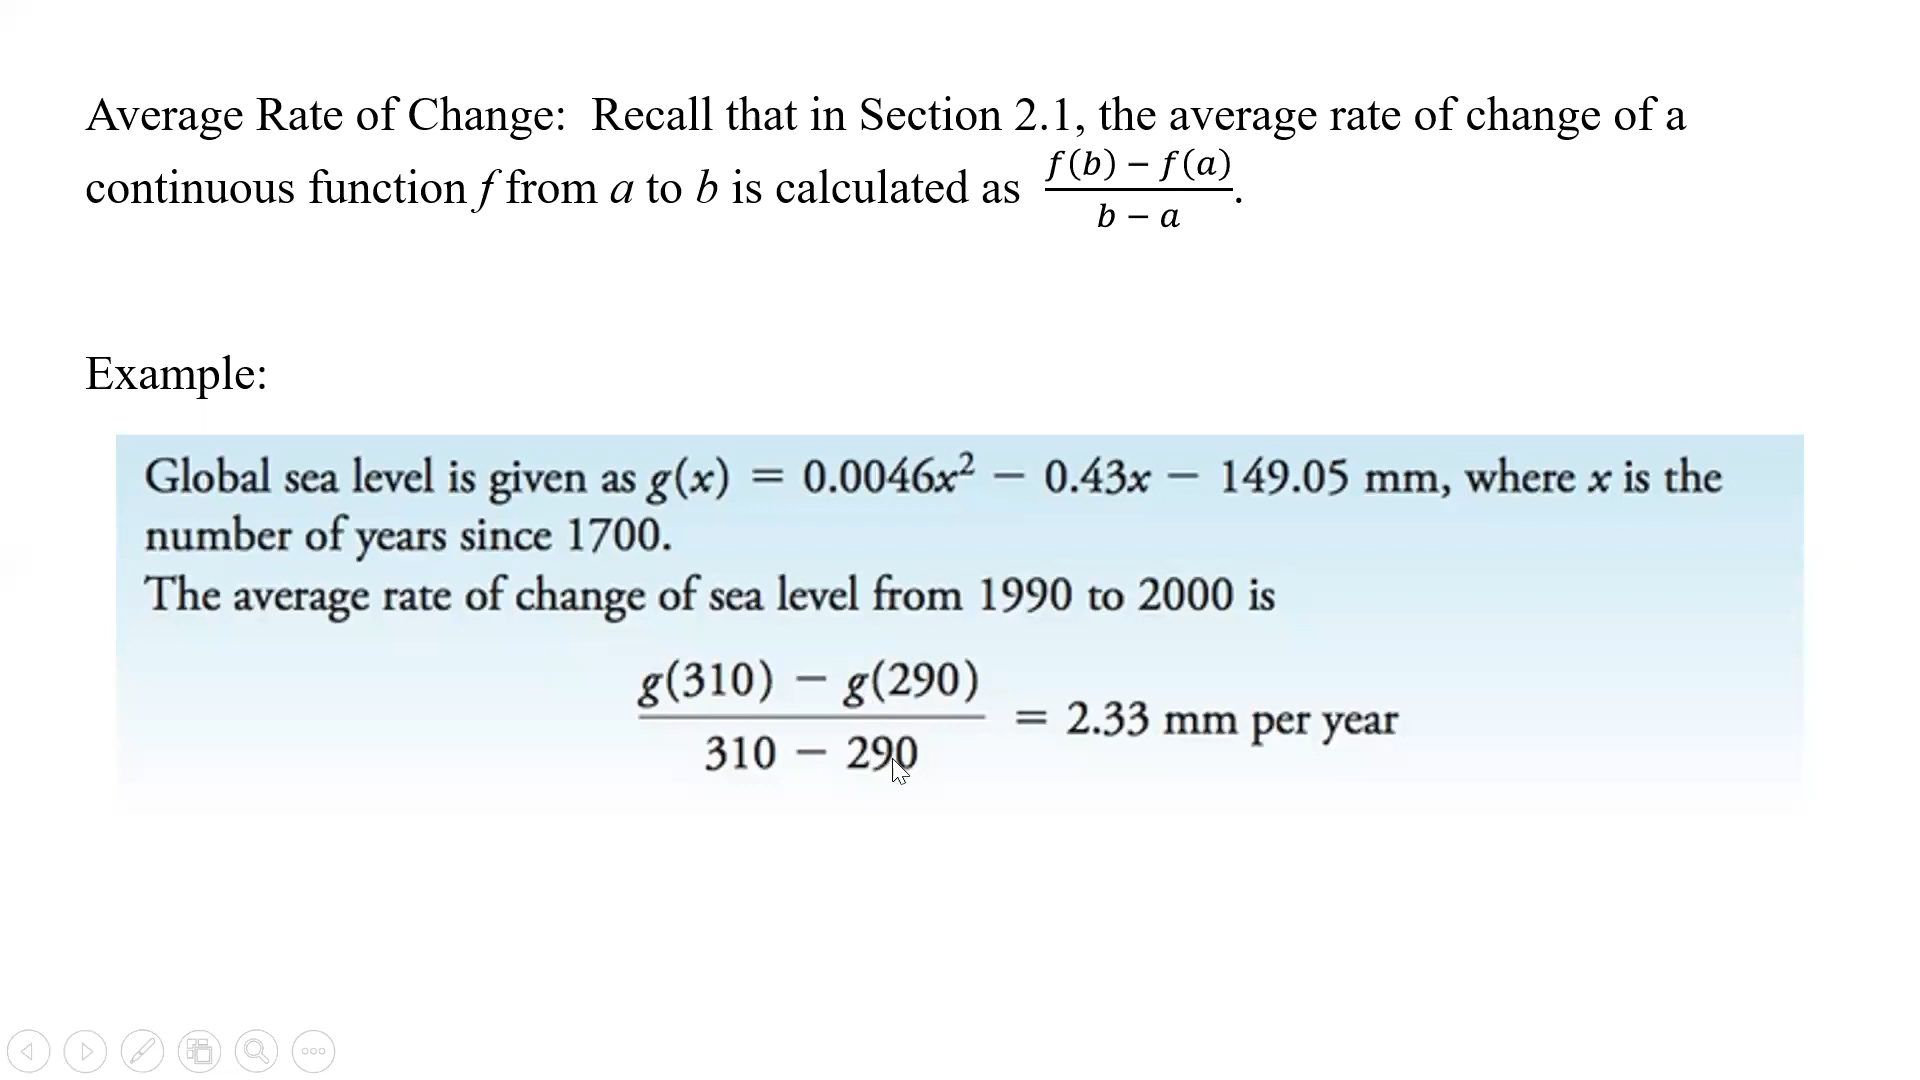 Average Rate of Change:  Recall that in Section 2.1, the average rate of change of a
continuous function f from a to b is calculated as f(b) − f(a) / b − a.
Example:
Global sea level is given as g(x) = 0.0046x² − 0.43x − 149.05 mm, where x is the
number of years since 1700.
The average rate of change of sea level from 1990 to 2000 is
g(310) − g(290)
310 − 290
= 2.33 mm per year